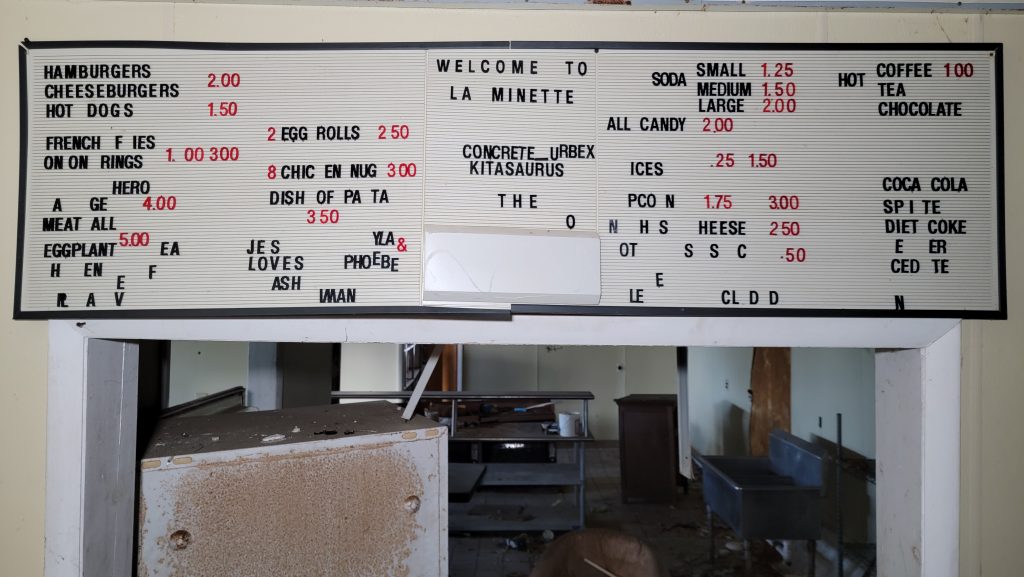 HAMBURGERS
CHEESEBURGERS 2.00
HOT DOGS 1.50
FRENCH F IES
ON ON RINGS 1. 00 300
HERO
A GE 4.00
MEAT ALL
EGGPLANT 5.00 EA
H EN F
E
R A V
2 EGG ROLLS 2 50
8 CHIC EN NUG 3 00
DISH OF PA TA
3 50
JES
LOVES
ASH
YLA &
PHOEBE
IMAN
WELCOME TO
LA MINETTE
CONCRETE_URBEX
KITASAURUS
THE
O
SODA SMALL 1.25
MEDIUM 1.50
LARGE 2.00
ALL CANDY 2.00
ICES .25 1.50
PCO N 1.75 3.00
N H S HEESE 2 50
OT S S C .50
E
LE CL D D
HOT COFFEE 1 00
TEA
CHOCOLATE
COCA COLA
SP I TE
DIET COKE
E ER
CED TE
N